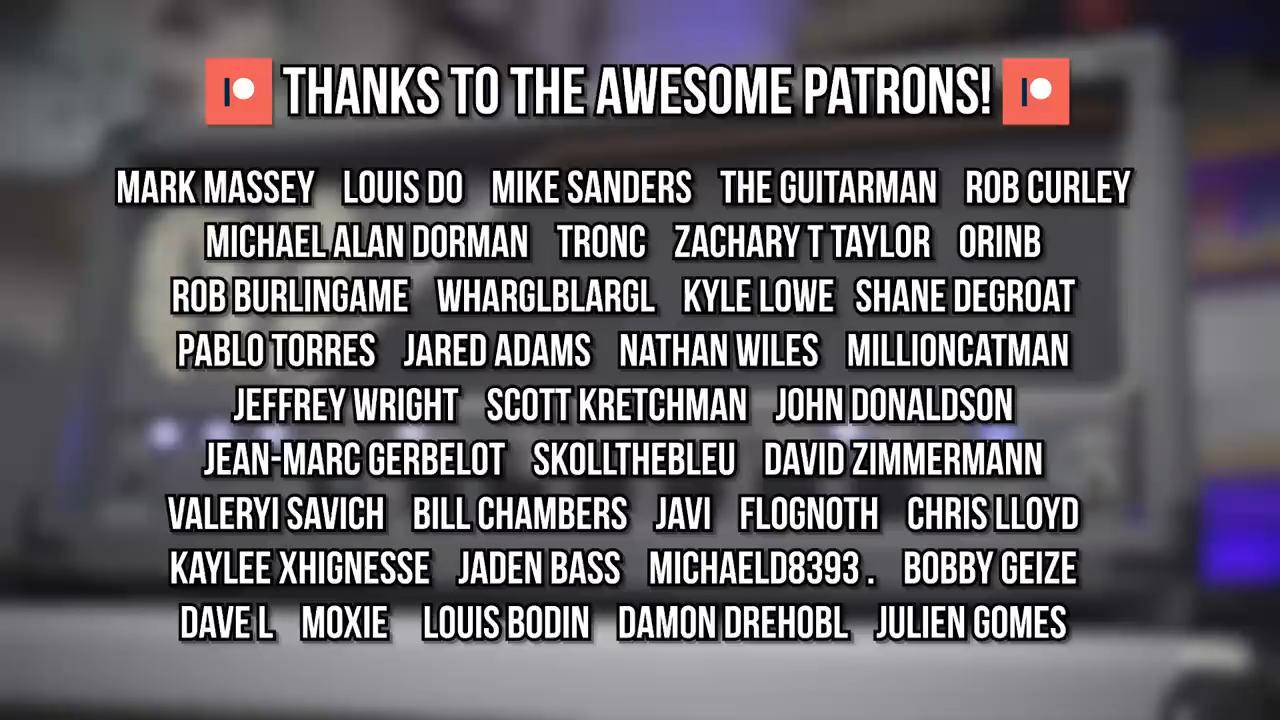 THANKS TO THE AWESOME PATRONS!
MARK MASSEY LOUIS DO MIKE SANDERS THE GUITARMAN ROB CURLEY
MICHAEL ALAN DORMAN TRONC ZACHARY T TAYLOR ORINB
ROB BURLINGAME WHARGLBLARGL KYLE LOWE SHANE DEGROAT
PABLO TORRES JARED ADAMS NATHAN WILES MILLIONCATMAN
JEFFREY WRIGHT SCOTT KRETCHMAN JOHN DONALDSON
JEAN-MARC GERBELOT SKOLLTHEBLEU DAVID ZIMMERMANN
VALERYI SAVICH BILL CHAMBERS JAVI FLOGNOTH CHRIS LLOYD
KAYLEE XHIGNESSE JADEN BASS MICHAELD8393 . BOBBY GEIZE
DAVE L MOXIE LOUIS BODIN DAMON DREHOBL JULIEN GOMES